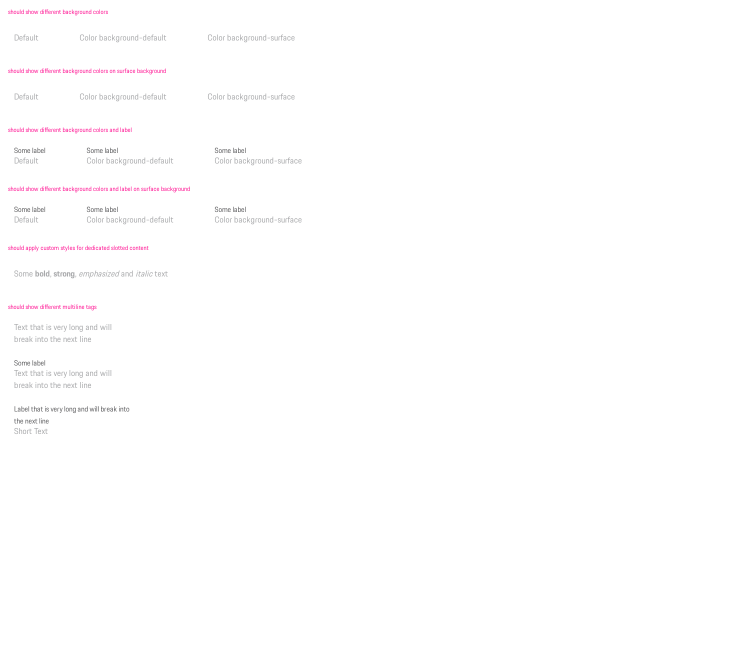 should show different background colors
Default Color background-default Color background-surface
should show different background colors on surface background
Default Color background-default Color background-surface
should show different background colors and label
Some label Some label Some label
Default Color background-default Color background-surface
should show different background colors and label on surface background
Some label Some label Some label
Default Color background-default Color background-surface
should apply custom styles for dedicated slotted content
Some bold, strong, emphasized and italic text
should show different multiline tags
Text that is very long and will
break into the next line
Some label
Text that is very long and will
break into the next line
Label that is very long and will break into
the next line
Short Text